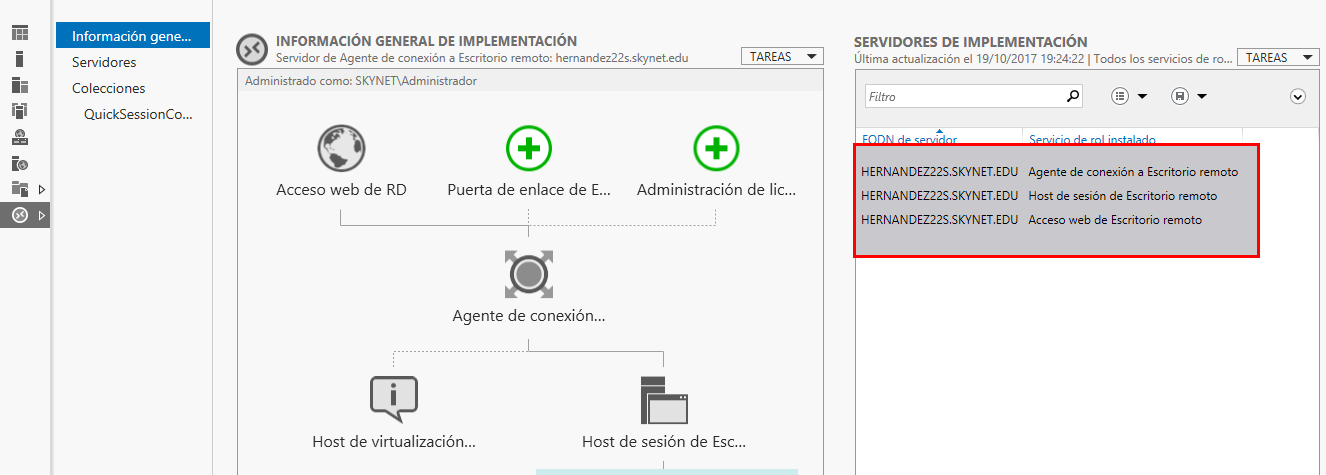 Información gene...
Servidores
Colecciones
QuickSessionCo...
INFORMACIÓN GENERAL DE IMPLEMENTACIÓN
Servidor de Agente de conexión a Escritorio remoto: hernandez22s.skynet.edu
TAREAS
Administrado como: SKYNET\Administrador
Acceso web de RD
Puerta de enlace de E...
Administración de lic...
Agente de conexión...
Host de virtualización...
Host de sesión de Esc...
SERVIDORES DE IMPLEMENTACIÓN
Última actualización el 19/10/2017 19:24:22 | Todos los servicios de ro...
TAREAS
Filtro
FQDN de servidor Servicio de rol instalado
HERNANDEZ22S.SKYNET.EDU Agente de conexión a Escritorio remoto
HERNANDEZ22S.SKYNET.EDU Host de sesión de Escritorio remoto
HERNANDEZ22S.SKYNET.EDU Acceso web de Escritorio remoto